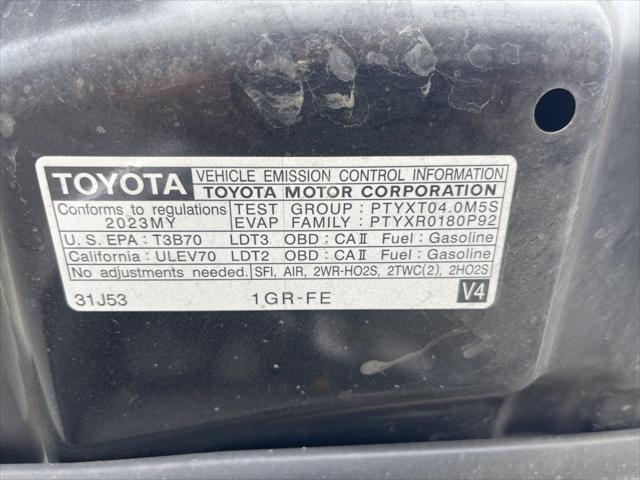 TOYOTA
VEHICLE EMISSION CONTROL INFORMATION
TOYOTA MOTOR CORPORATION
Conforms to regulations
2023MY
TEST GROUP: PTYXT04.0M5S
EVAP FAMILY: PTYXR0180P92
U.S. EPA: T3B70 LDT3 OBD: CAⅡ Fuel: Gasoline
California: ULEV70 LDT2 OBD: CAⅡ Fuel: Gasoline
No adjustments needed. SFI, AIR, 2WR-HO2S, 2TWC(2), 2HO2S
31J53 1GR-FE V4